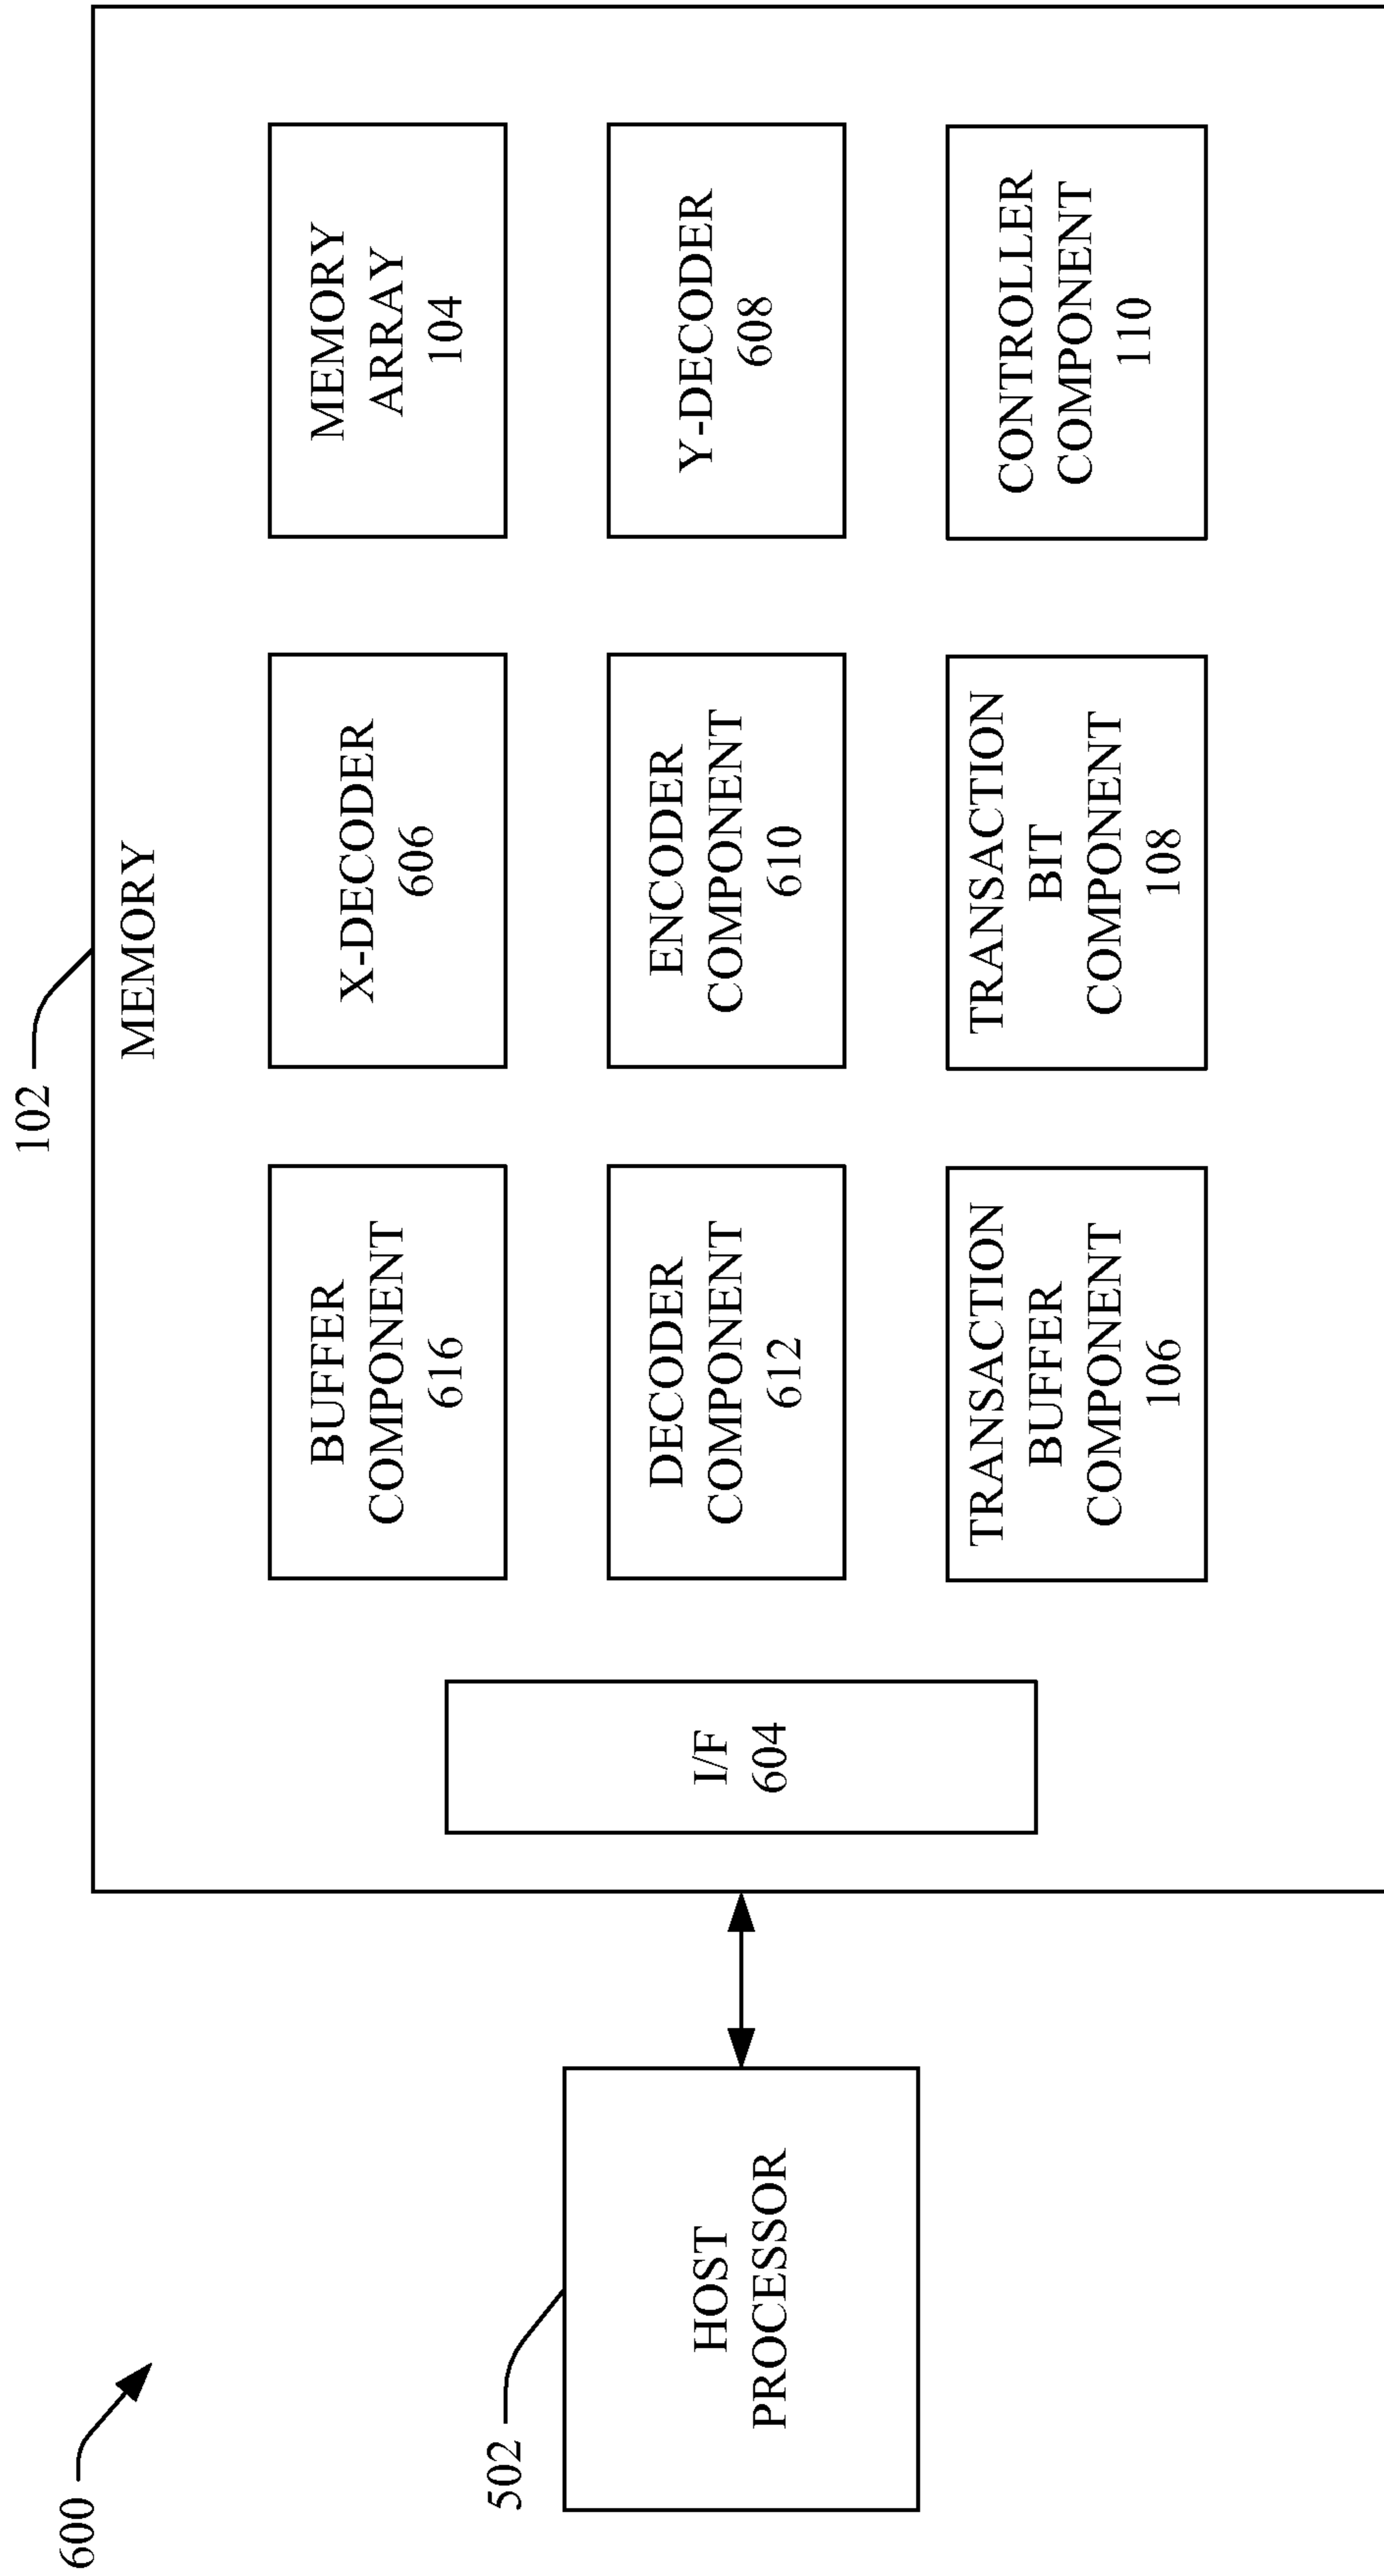 600
502
HOST
PROCESSOR
102
MEMORY
I/F
604
BUFFER
COMPONENT
616
X-DECODER
606
MEMORY
ARRAY
104
DECODER
COMPONENT
612
ENCODER
COMPONENT
610
Y-DECODER
608
TRANSACTION
BUFFER
COMPONENT
106
TRANSACTION
BIT
COMPONENT
108
CONTROLLER
COMPONENT
110